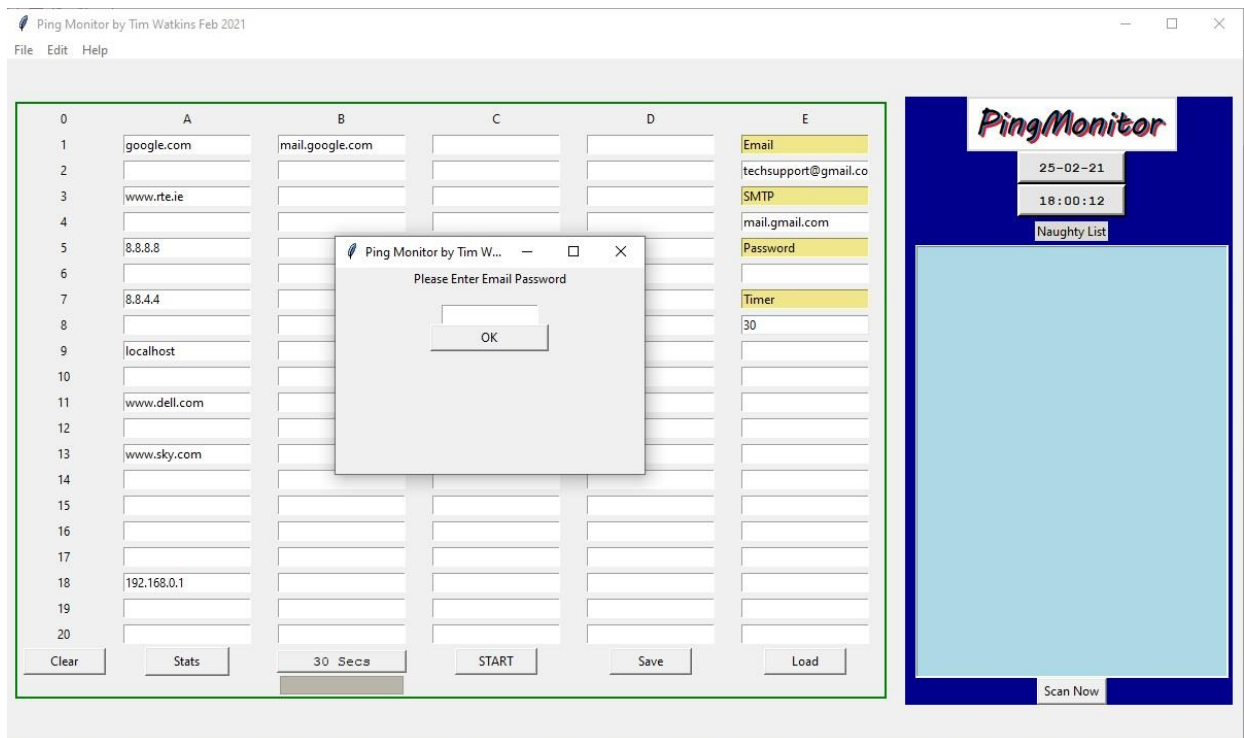 Ping Monitor by Tim Watkins Feb 2021
File Edit Help
0 A B C D E
1 google.com mail.google.com Email
2 techsupport@gmail.co
3 www.rte.ie SMTP
4 mail.gmail.com
5 8.8.8.8 Password
6
7 8.8.4.4 Timer
8 30
9 localhost
10
11 www.dell.com
12
13 www.sky.com
14
15
16
17
18 192.168.0.1
19
20
Clear Stats 30 Secs START Save Load
Ping Monitor by Tim W...
Please Enter Email Password
OK
PingMonitor
25-02-21
18:00:12
Naughty List
Scan Now